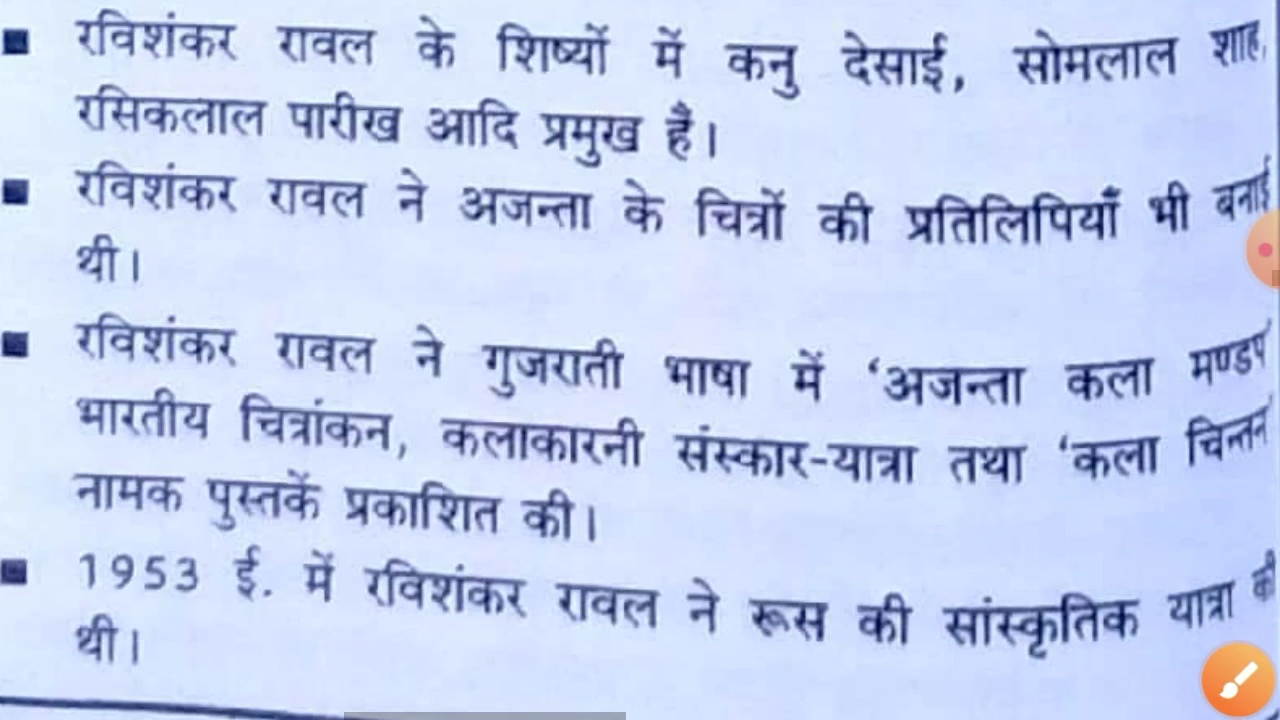 ▪ रविशंकर रावल के शिष्यों में कनु देसाई, सोमलाल शाह,
रसिकलाल पारीख आदि प्रमुख हैं।
▪ रविशंकर रावल ने अजन्ता के चित्रों की प्रतिलिपियाँ भी बनाई
थी।
▪ रविशंकर रावल ने गुजराती भाषा में ‘अजन्ता कला मण्डप’
भारतीय चित्रांकन, कलाकारनी संस्कार-यात्रा तथा ‘कला चिन्तन’
नामक पुस्तकें प्रकाशित की।
▪ 1953 ई. में रविशंकर रावल ने रूस की सांस्कृतिक यात्रा की
थी।